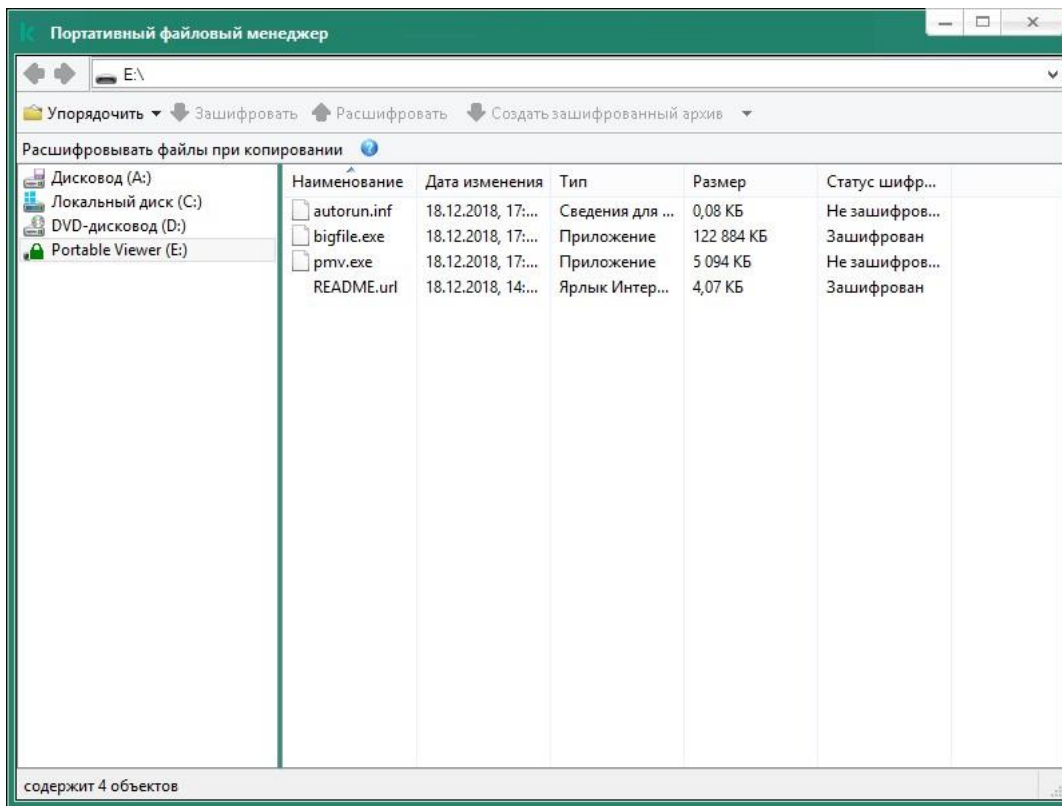 Портативный файловый менеджер
E:\
Упорядочить Зашифровать Расшифровать Создать зашифрованный архив
Расшифровывать файлы при копировании
Дисковод (A:)
Локальный диск (C:)
DVD-дисковод (D:)
Portable Viewer (E:)
Наименование Дата изменения Тип Размер Статус шифр...
autorun.inf 18.12.2018, 17:... Сведения для ... 0,08 КБ Не зашифров...
bigfile.exe 18.12.2018, 17:... Приложение 122 884 КБ Зашифрован
pmv.exe 18.12.2018, 17:... Приложение 5 094 КБ Не зашифров...
README.url 18.12.2018, 14:... Ярлык Интер... 4,07 КБ Зашифрован
содержит 4 объектов